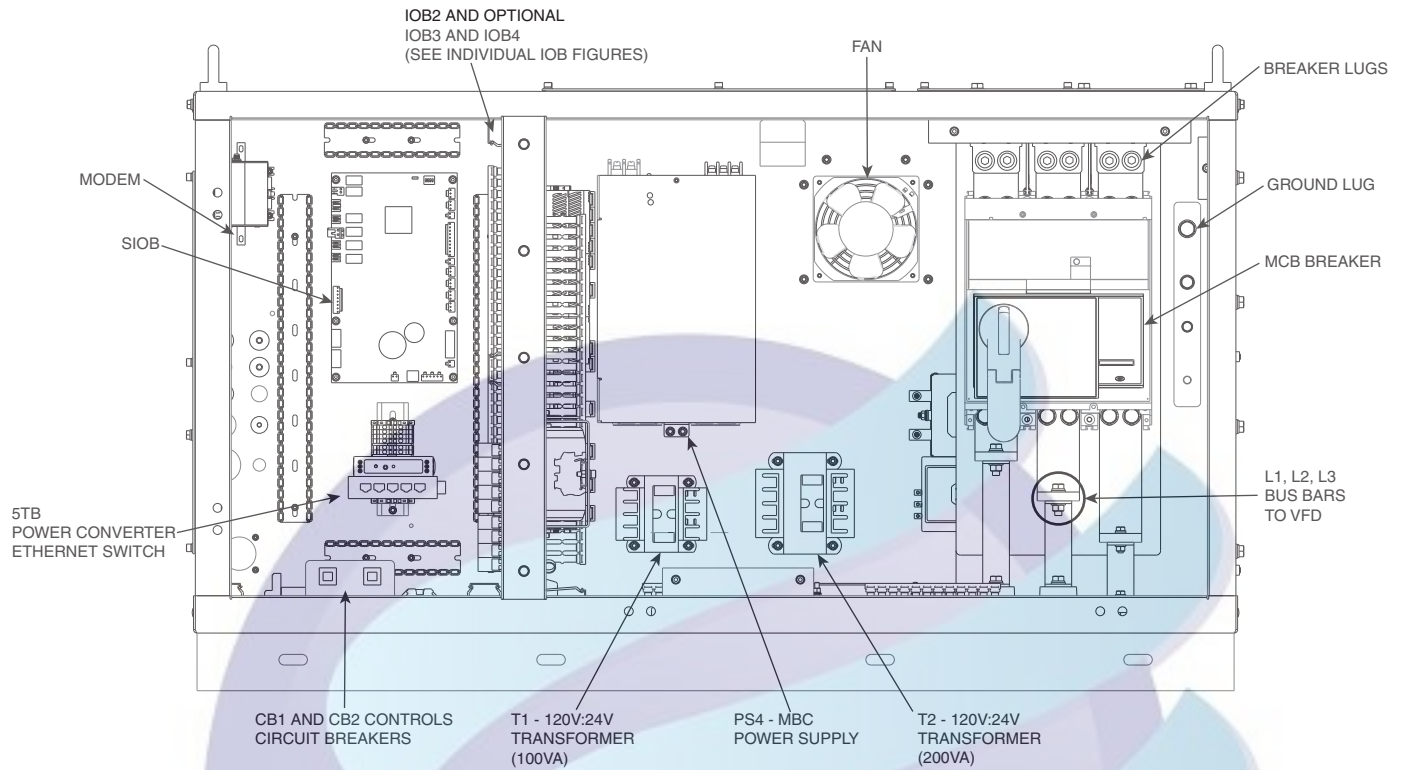 IOB2 AND OPTIONAL
IOB3 AND IOB4
(SEE INDIVIDUAL IOB FIGURES)
FAN
BREAKER LUGS
MODEM
GROUND LUG
SIOB
MCB BREAKER
5TB
POWER CONVERTER
ETHERNET SWITCH
L1, L2, L3
BUS BARS
TO VFD
CB1 AND CB2 CONTROLS
CIRCUIT BREAKERS
T1 - 120V:24V
TRANSFORMER
(100VA)
PS4 - MBC
POWER SUPPLY
T2 - 120V:24V
TRANSFORMER
(200VA)